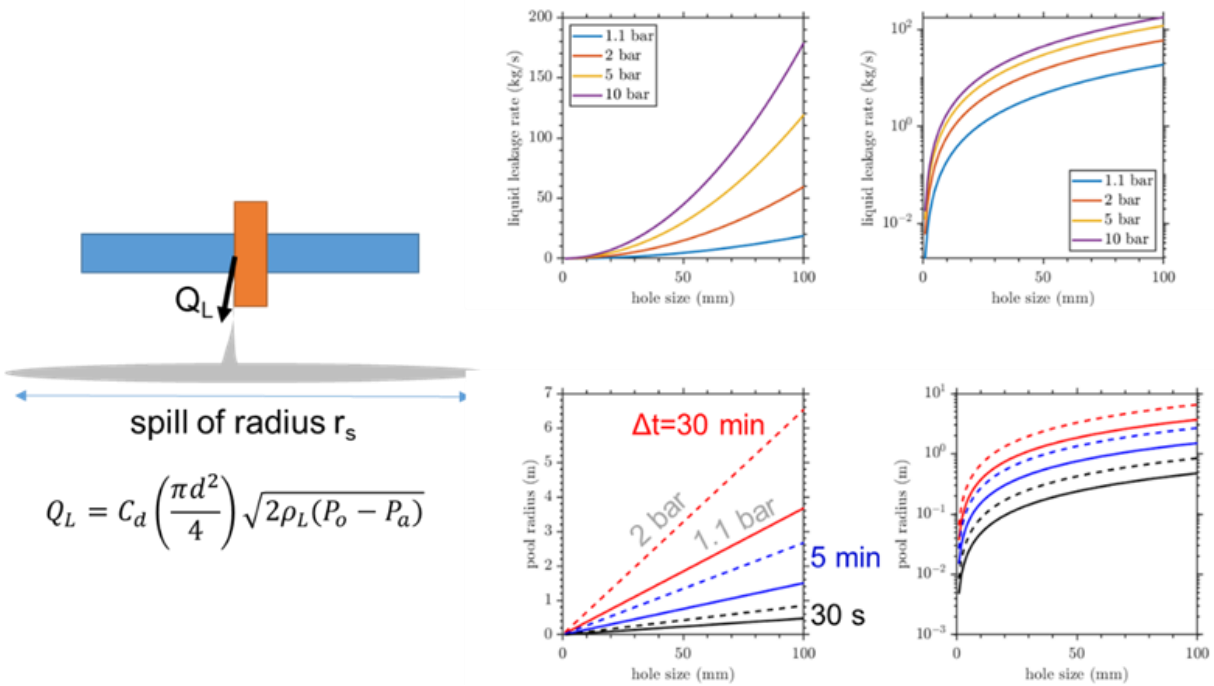 Q_L
spill of radius r_s
Q_L = C_d (πd²/4) √2ρ_L(P_o − P_a)
200
150
100
50
0
liquid leakage rate (kg/s)
1.1 bar
2 bar
5 bar
10 bar
0 50 100
hole size (mm)
10²
10⁰
10⁻²
liquid leakage rate (kg/s)
1.1 bar
2 bar
5 bar
10 bar
0 50 100
hole size (mm)
7
6
5
4
3
2
1
0
pool radius (m)
Δt=30 min
2 bar
1.1 bar
5 min
30 s
0 50 100
hole size (mm)
10¹
10⁰
10⁻¹
10⁻²
10⁻³
pool radius (m)
0 50 100
hole size (mm)